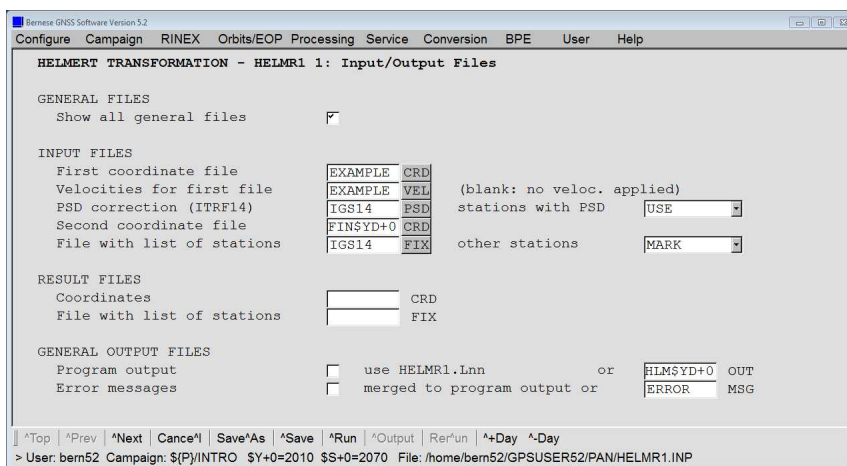 Bernese GNSS Software Version 5.2
Configure Campaign RINEX Orbits/EOP Processing Service Conversion BPE User Help
HELMERT TRANSFORMATION - HELMR1 1: Input/Output Files
GENERAL FILES
Show all general files
INPUT FILES
First coordinate file EXAMPLE CRD
Velocities for first file EXAMPLE VEL (blank: no veloc. applied)
PSD correction (ITRF14) IGS14 PSD stations with PSD USE
Second coordinate file FIN$YD+0 CRD
File with list of stations IGS14 FIX other stations MARK
RESULT FILES
Coordinates CRD
File with list of stations FIX
GENERAL OUTPUT FILES
Program output use HELMR1.Lnn or HLM$YD+0 OUT
Error messages merged to program output or ERROR MSG
^Top | ^Prev | ^Next | Cance^l | Save^As | ^Save | ^Run | ^Output | Rer^un | ^+Day ^-Day
> User: bern52 Campaign: ${P}/INTRO $Y+0=2010 $S+0=2070 File: /home/bern52/GPSUSER52/PAN/HELMR1.INP